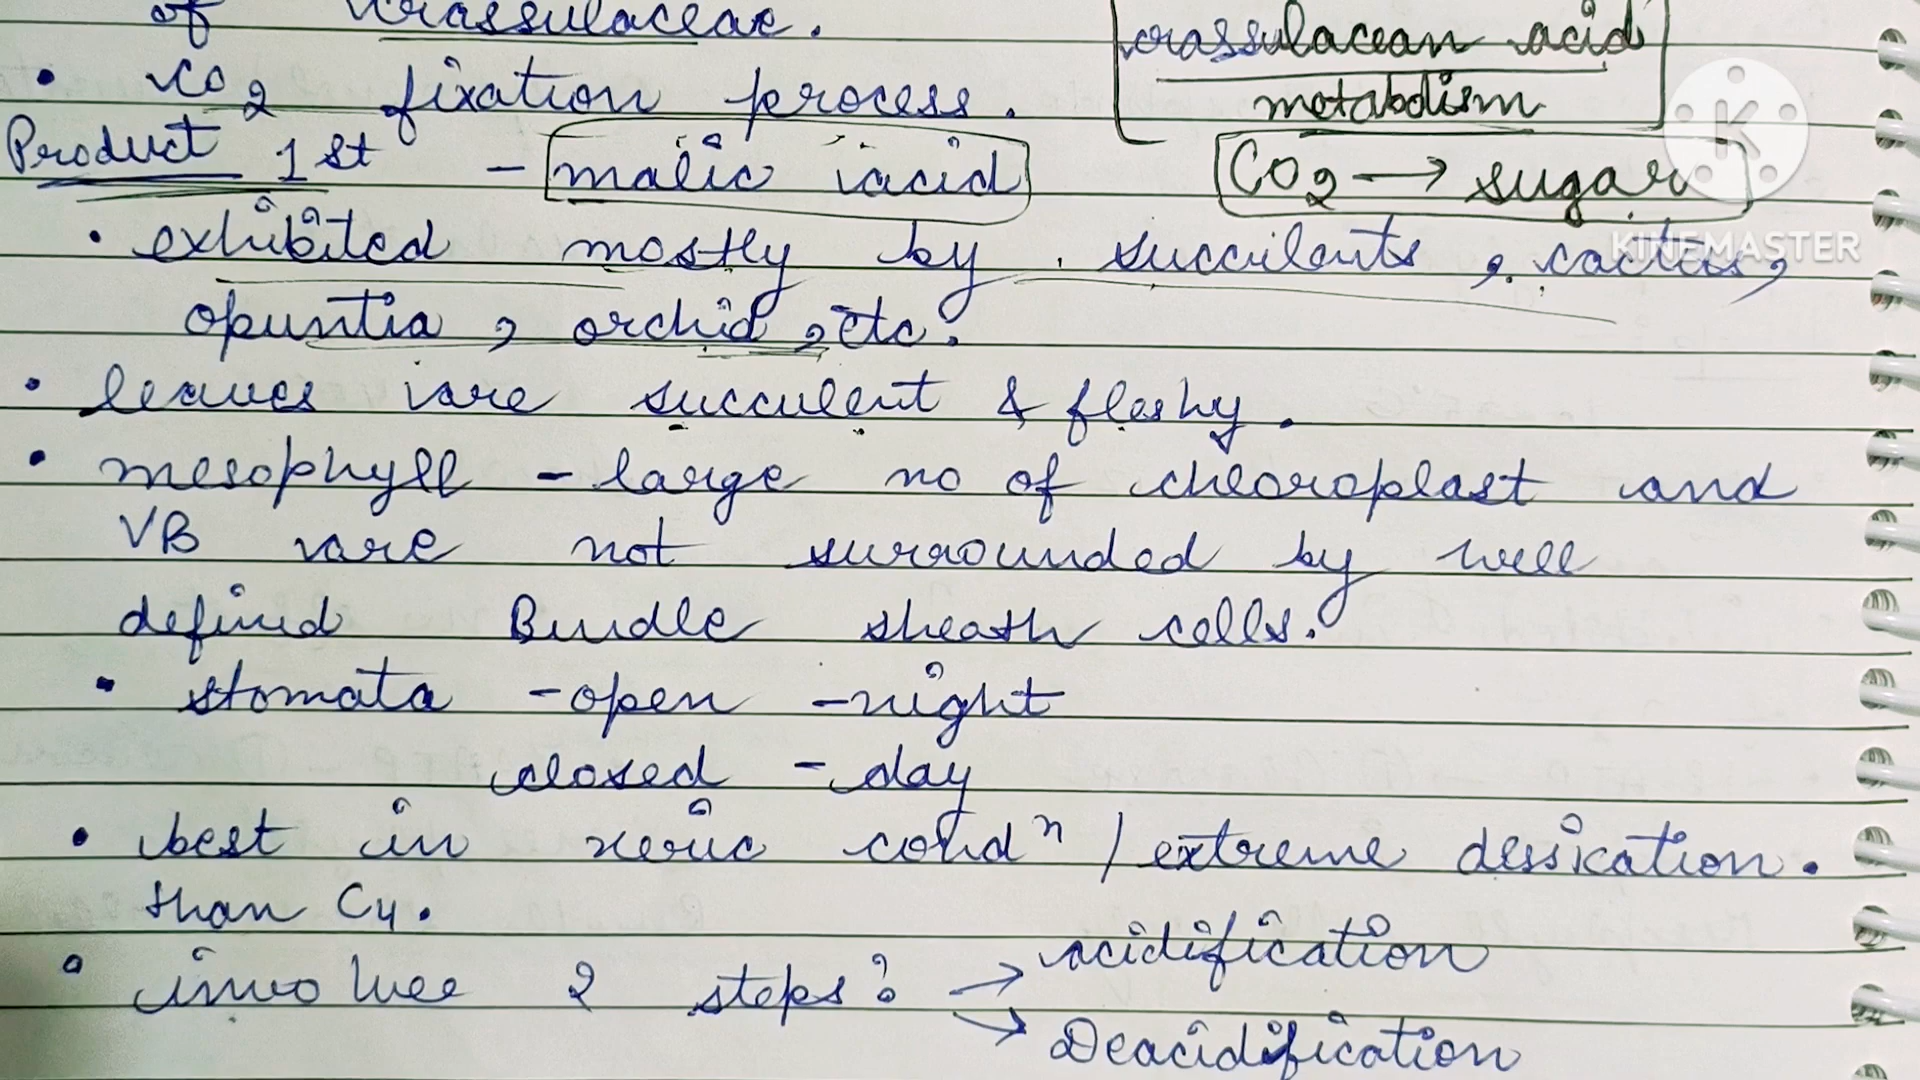 of crassulaceae.
crassulacean acid
metabolism
• CO2 fixation process.
Product 1st - malic acid
CO2 → sugar
• exhibited mostly by succulents, cactus,
opuntia, orchid, etc.
• leaves are succulent & fleshy.
• mesophyll - large no of chloroplast and
VB are not surrounded by well
defined Bundle sheath cells.
• stomata - open - night
closed - day
• best in xeric condn / extreme dessication.
than C4.
• involvee 2 steps: → acidification
→ Deacidification
K
KINEMASTER